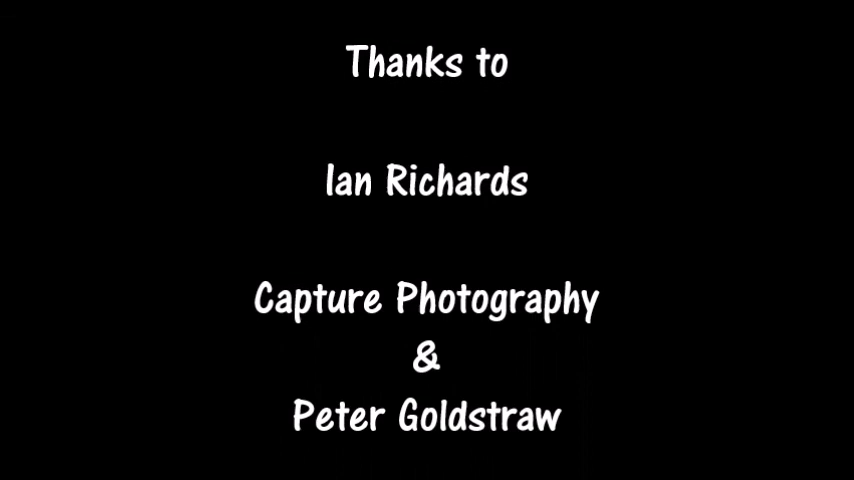 Thanks to
Ian Richards
Capture Photography
&
Peter Goldstraw